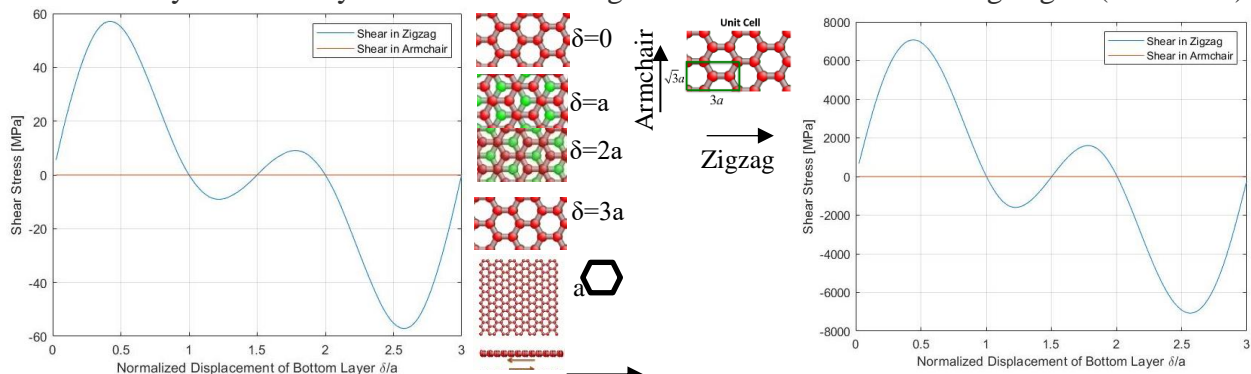 60
40
20
0
-20
-40
-60
Shear Stress [MPa]
Shear in Zigzag
Shear in Armchair
0 0.5 1 1.5 2 2.5 3
Normalized Displacement of Bottom Layer δ/a
δ=0
δ=a
δ=2a
δ=3a
a
Armchair
Unit Cell
√3a
3a
Zigzag
8000
6000
4000
2000
0
-2000
-4000
-6000
-8000
Shear Stress [MPa]
Shear in Zigzag
Shear in Armchair
0 0.5 1 1.5 2 2.5 3
Normalized Displacement of Bottom Layer δ/a